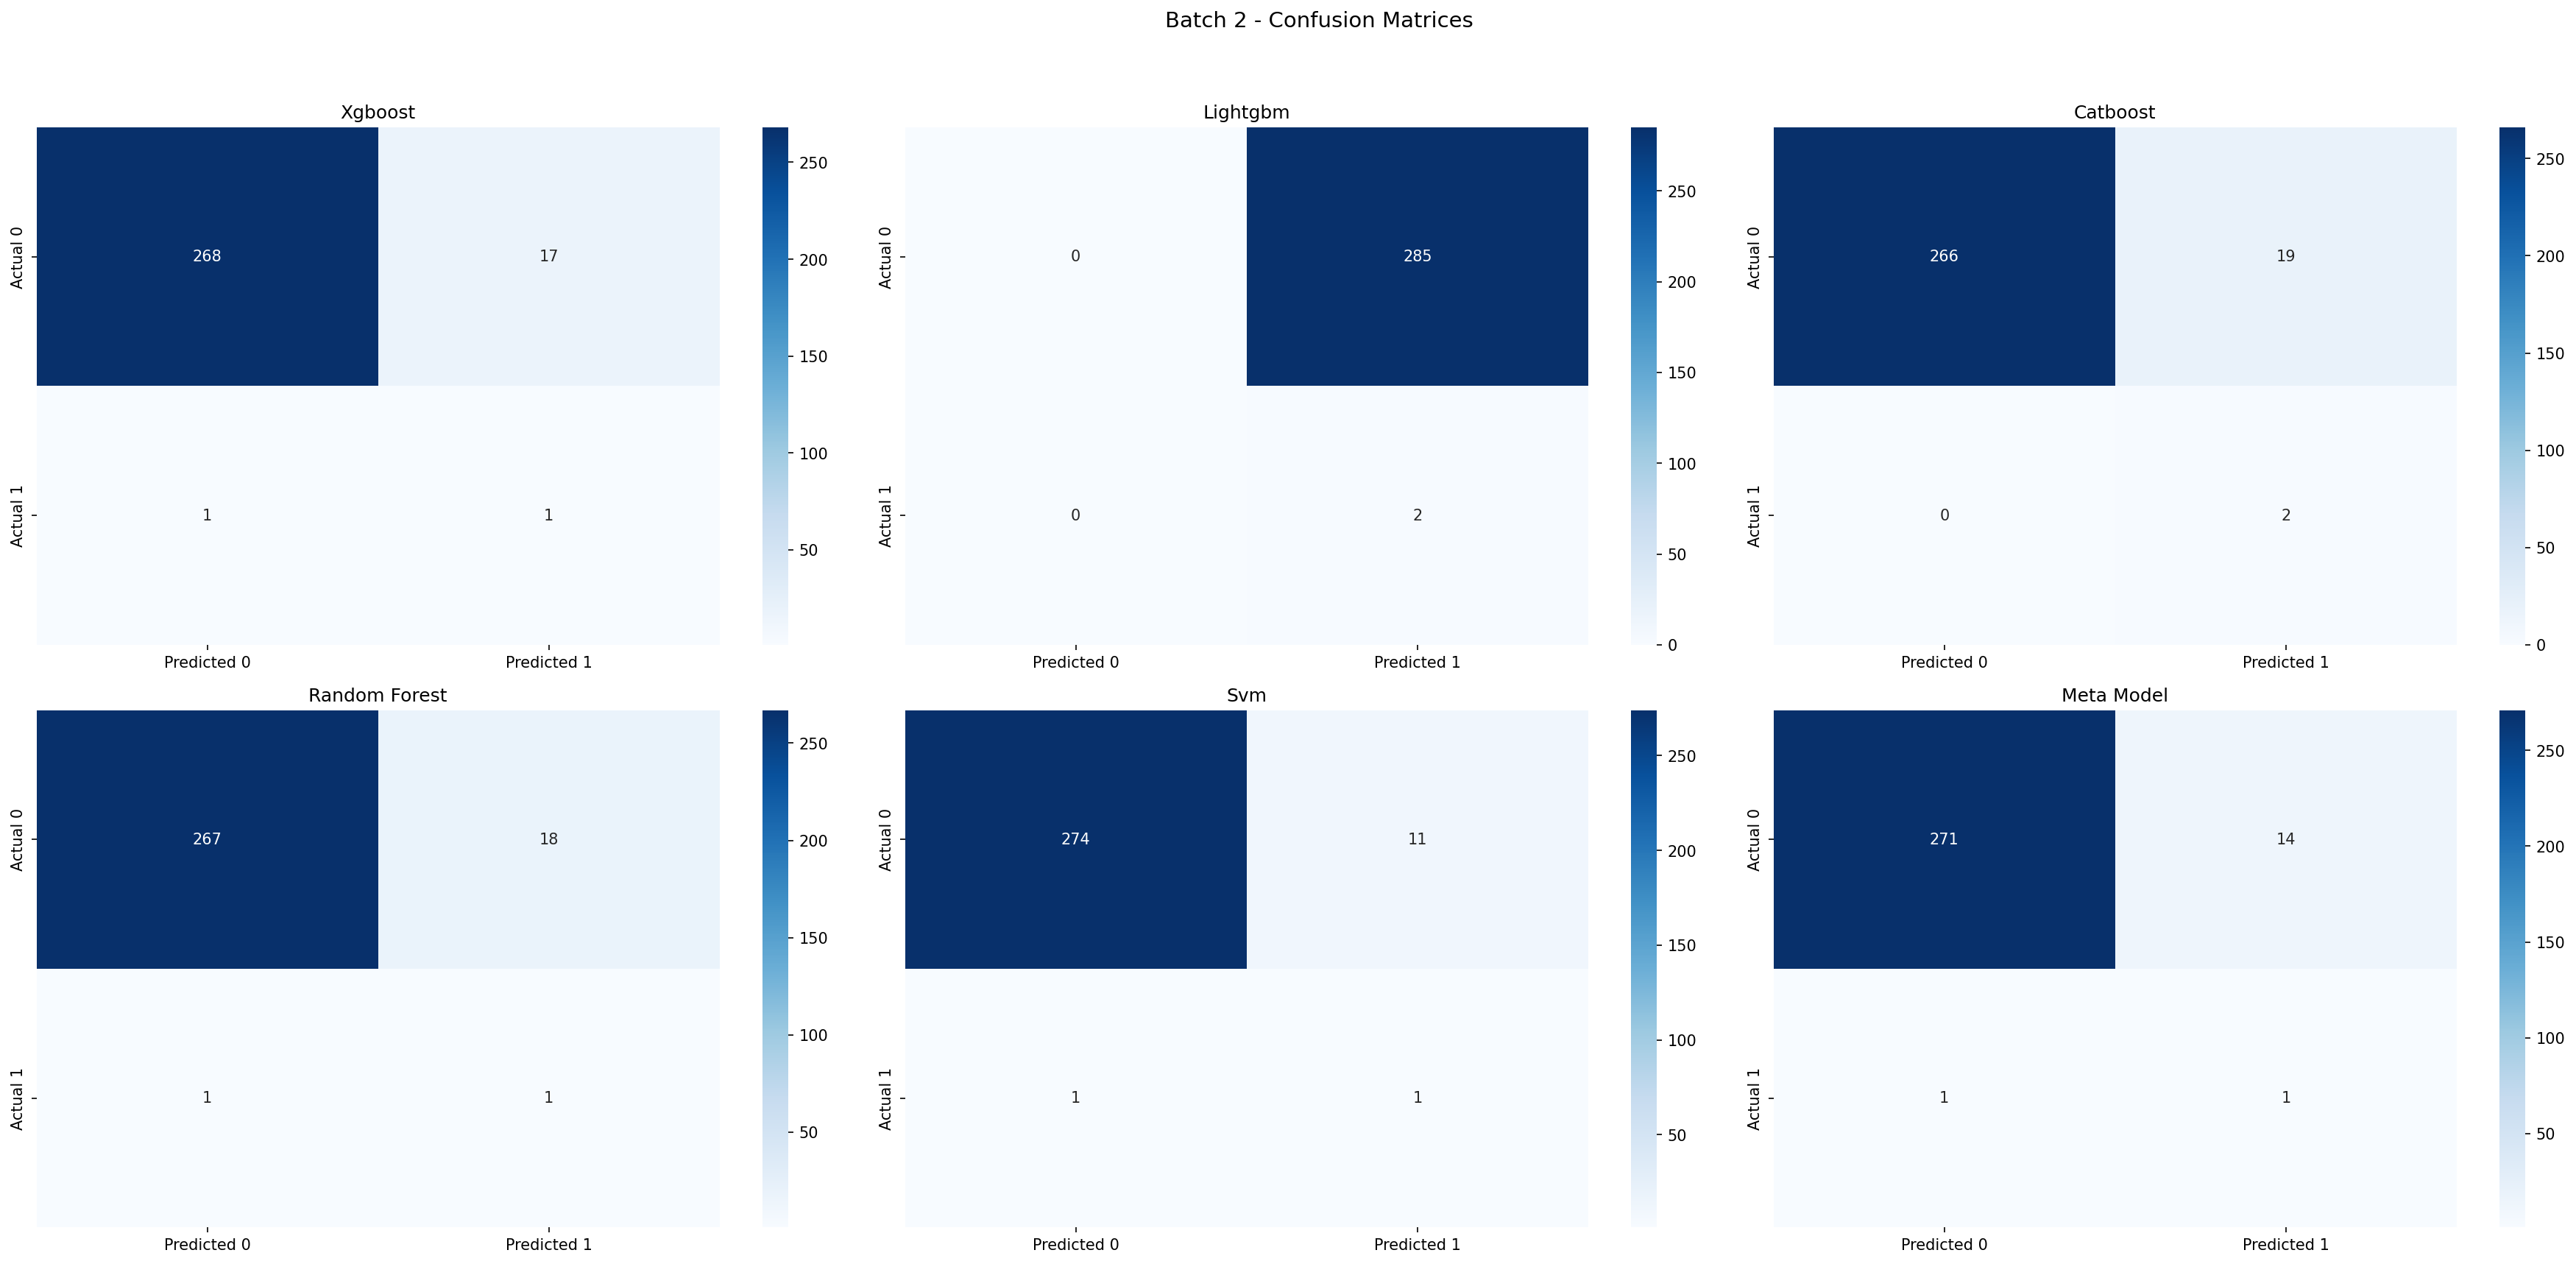 Batch 2 - Confusion Matrices
Xgboost
Actual 0
268
17
Actual 1
1
1
Predicted 0
Predicted 1
250
200
150
100
50
Lightgbm
Actual 0
0
285
Actual 1
0
2
Predicted 0
Predicted 1
250
200
150
100
50
0
Catboost
Actual 0
266
19
Actual 1
0
2
Predicted 0
Predicted 1
250
200
150
100
50
0
Random Forest
Actual 0
267
18
Actual 1
1
1
Predicted 0
Predicted 1
250
200
150
100
50
Svm
Actual 0
274
11
Actual 1
1
1
Predicted 0
Predicted 1
250
200
150
100
50
Meta Model
Actual 0
271
14
Actual 1
1
1
Predicted 0
Predicted 1
250
200
150
100
50